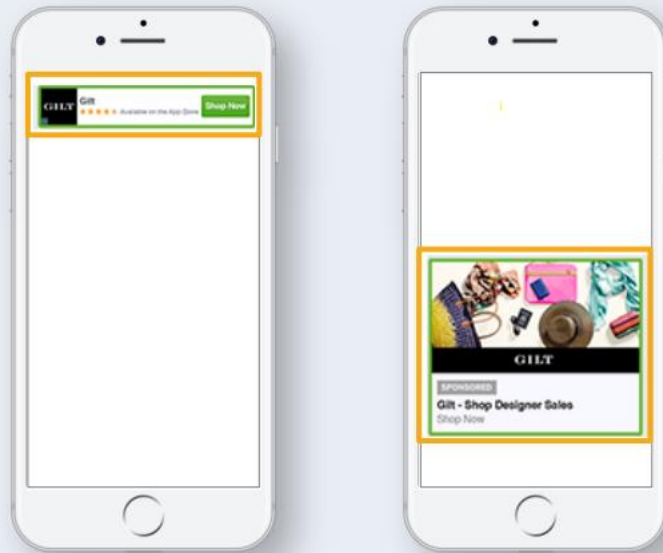 GILT
Gilt
Available on the App Store
Shop Now
GILT
SPONSORED
Gilt - Shop Designer Sales
Shop Now